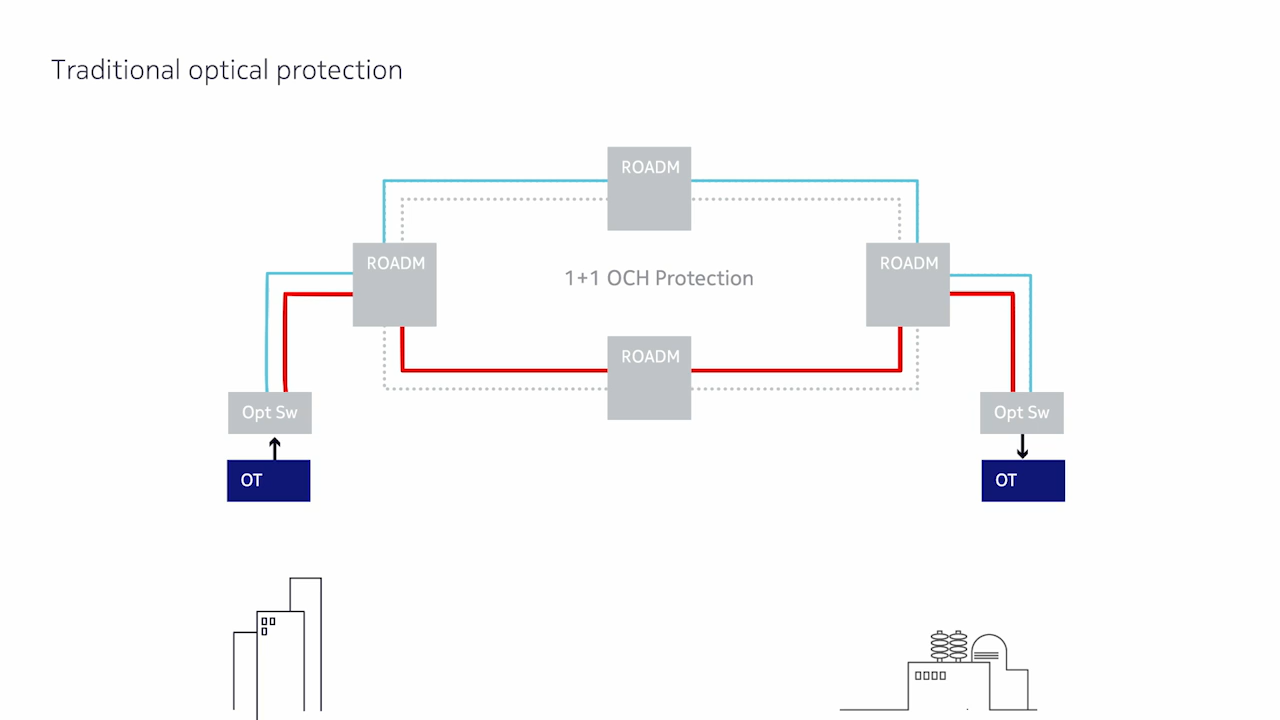 Traditional optical protection
ROADM
ROADM
ROADM
1+1 OCH Protection
ROADM
Opt Sw
Opt Sw
OT
OT